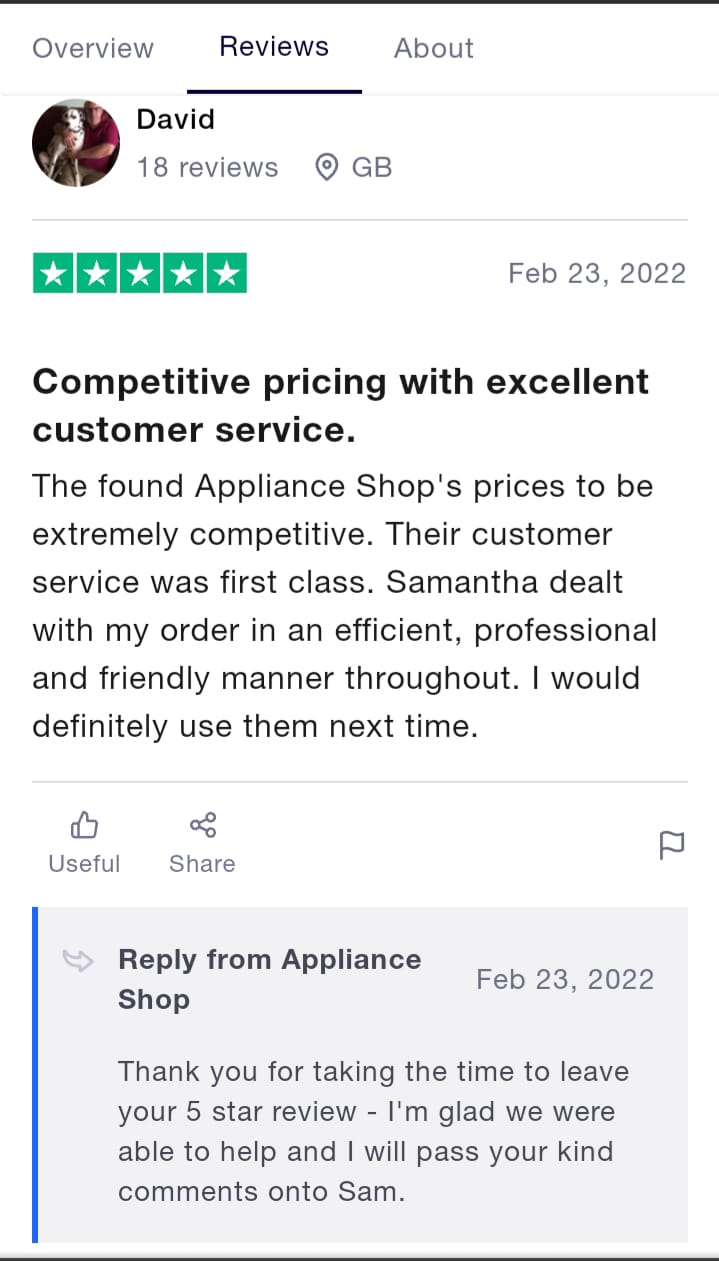 Overview Reviews About
David
18 reviews GB
Feb 23, 2022
Competitive pricing with excellent
customer service.
The found Appliance Shop's prices to be
extremely competitive. Their customer
service was first class. Samantha dealt
with my order in an efficient, professional
and friendly manner throughout. I would
definitely use them next time.
Useful Share
Reply from Appliance
Shop
Feb 23, 2022
Thank you for taking the time to leave
your 5 star review - I'm glad we were
able to help and I will pass your kind
comments onto Sam.